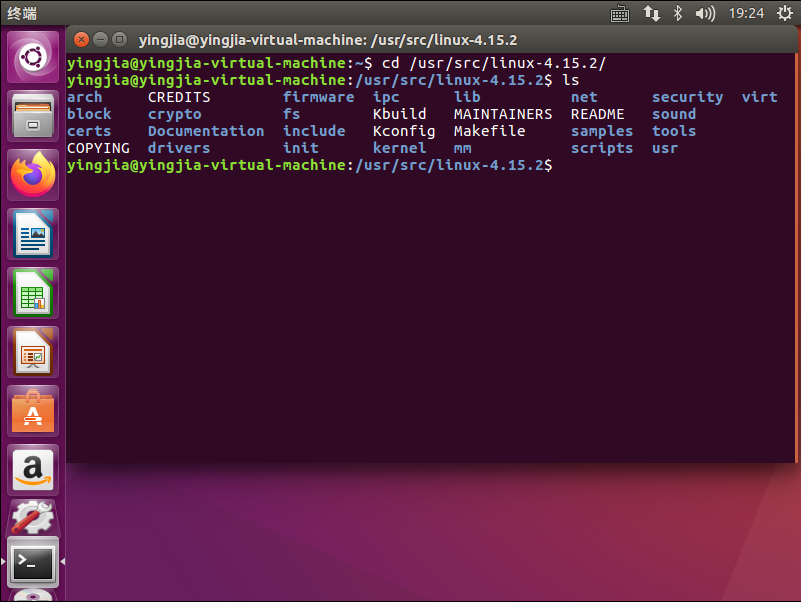 终端
19:24
yingjia@yingjia-virtual-machine: /usr/src/linux-4.15.2
yingjia@yingjia-virtual-machine:~$ cd /usr/src/linux-4.15.2/
yingjia@yingjia-virtual-machine:/usr/src/linux-4.15.2$ ls
arch CREDITS firmware ipc lib net security virt
block crypto fs Kbuild MAINTAINERS README sound
certs Documentation include Kconfig Makefile samples tools
COPYING drivers init kernel mm scripts usr
yingjia@yingjia-virtual-machine:/usr/src/linux-4.15.2$